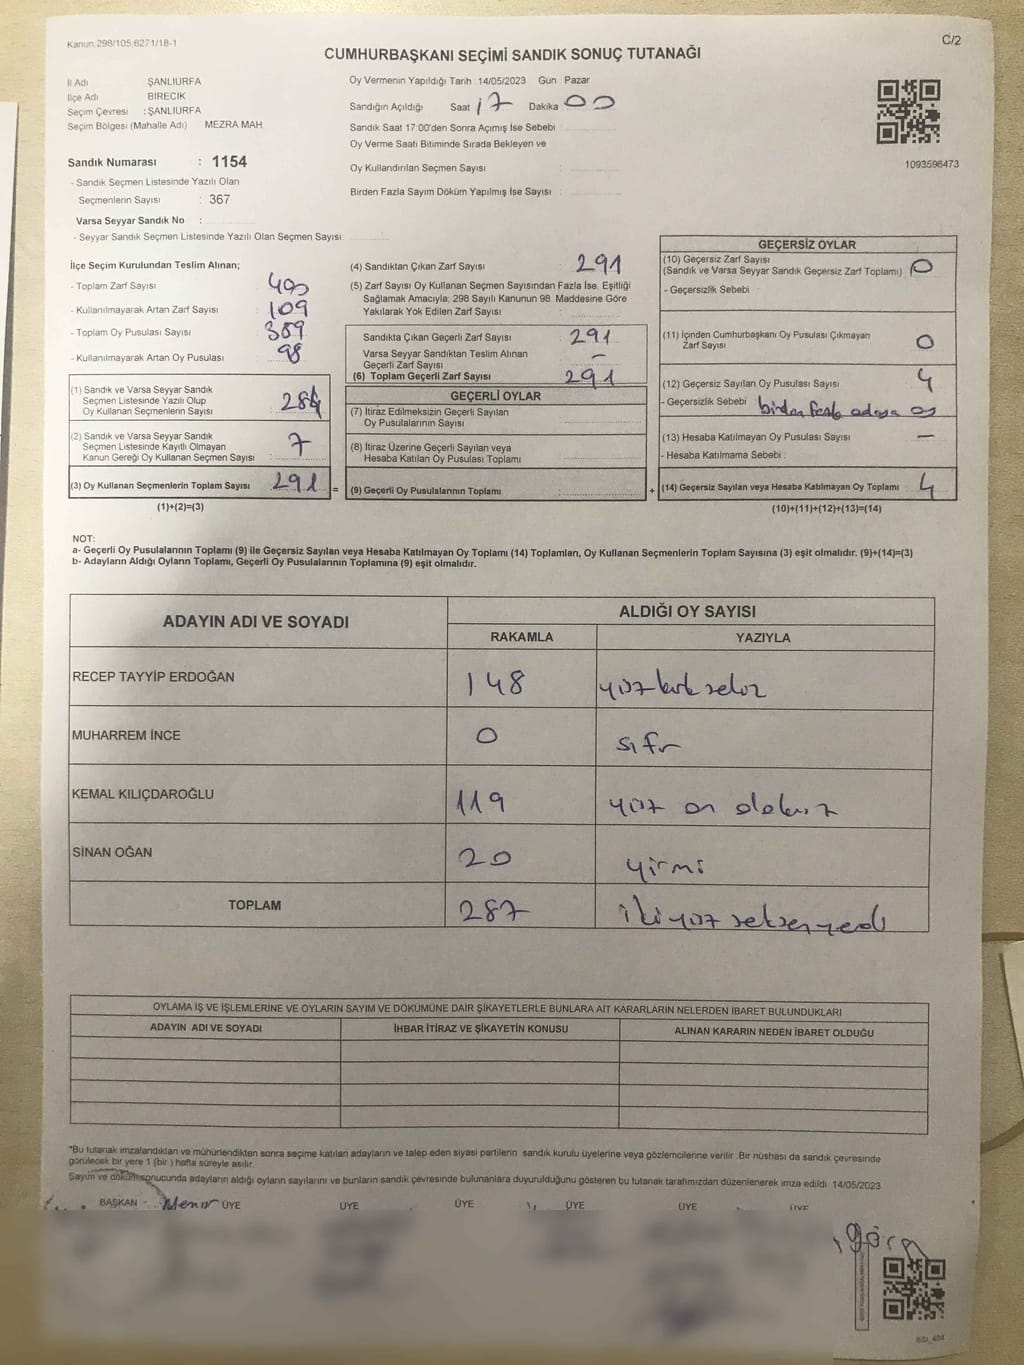 Kanun.298/105,6271/18-1
C/2
CUMHURBAŞKANI SEÇİMİ SANDIK SONUÇ TUTANAĞI
İl Adı ŞANLIURFA
İlçe Adı BIRECIK
Seçim Çevresi : ŞANLIURFA
Seçim Bölgesi (Mahalle Adı) MEZRA MAH
Sandık Numarası : 1154
- Sandık Seçmen Listesinde Yazılı Olan
Seçmenlerin Sayısı : 367
Varsa Seyyar Sandık No :
- Seyyar Sandık Seçmen Listesinde Yazılı Olan Seçmen Sayısı:
Oy Vermenin Yapıldığı Tarih 14/05/2023 Gün Pazar
Sandığın Açıldığı Saat 17 Dakika 00
Sandık Saat 17:00'den Sonra Açımış İse Sebebi :
Oy Verme Saati Bitiminde Sırada Bekleyen ve
Oy Kullandırılan Seçmen Sayısı :
Birden Fazla Sayım Döküm Yapılmış İse Sayısı :
1093596473
İlçe Seçim Kurulundan Teslim Alınan;
- Toplam Zarf Sayısı : 400
- Kullanılmayarak Artan Zarf Sayısı : 109
- Toplam Oy Pusulası Sayısı : 389
- Kullanılmayarak Artan Oy Pusulası : 98
(1) Sandık ve Varsa Seyyar Sandık
Seçmen Listesinde Yazılı Olup
Oy Kullanan Seçmenlerin Sayısı : 284
(2) Sandık ve Varsa Seyyar Sandık
Seçmen Listesinde Kayıtlı Olmayan
Kanun Gereği Oy Kullanan Seçmen Sayısı : 7
(3) Oy Kullanan Seçmenlerin Toplam Sayısı : 291 =
(1)+(2)=(3)
(4) Sandıktan Çıkan Zarf Sayısı : 291
(5) Zarf Sayısı Oy Kullanan Seçmen Sayısından Fazla İse, Eşitliği
Sağlamak Amacıyla; 298 Sayılı Kanunun 98. Maddesine Göre
Yakılarak Yok Edilen Zarf Sayısı :
Sandıkta Çıkan Geçerli Zarf Sayısı : 291
Varsa Seyyar Sandıktan Teslim Alınan
Geçerli Zarf Sayısı : -
(6) Toplam Geçerli Zarf Sayısı : 291
GEÇERLİ OYLAR
(7) İtiraz Edilmeksizin Geçerli Sayılan
Oy Pusulalarının Sayısı :
(8) İtiraz Üzerine Geçerli Sayılan veya
Hesaba Katılan Oy Pusulası Toplamı :
(9) Geçerli Oy Pusulalarının Toplamı : +
GEÇERSİZ OYLAR
(10) Geçersiz Zarf Sayısı
(Sandık ve Varsa Seyyar Sandık Geçersiz Zarf Toplamı) : 0
- Geçersizlik Sebebi :
(11) İçinden Cumhurbaşkanı Oy Pusulası Çıkmayan
Zarf Sayısı : 0
(12) Geçersiz Sayılan Oy Pusulası Sayısı : 4
- Geçersizlik Sebebi : birden fazla adaya oy
(13) Hesaba Katılmayan Oy Pusulası Sayısı : -
- Hesaba Katılmama Sebebi :
(14) Geçersiz Sayılan veya Hesaba Katılmayan Oy Toplamı : 4
(10)+(11)+(12)+(13)=(14)
NOT:
a- Geçerli Oy Pusulalarının Toplamı (9) ile Geçersiz Sayılan veya Hesaba Katılmayan Oy Toplamı (14) Toplamları, Oy Kullanan Seçmenlerin Toplam Sayısına (3) eşit olmalıdır. (9)+(14)=(3)
b- Adayların Aldığı Oyların Toplamı, Geçerli Oy Pusulalarının Toplamına (9) eşit olmalıdır.
ADAYIN ADI VE SOYADI
ALDIĞI OY SAYISI
RAKAMLA YAZIYLA
RECEP TAYYİP ERDOĞAN 148 yüz kırk sekiz
MUHARREM İNCE 0 sıfır
KEMAL KILIÇDAROĞLU 119 yüz on dokuz
SİNAN OĞAN 20 yirmi
TOPLAM 287 iki yüz seksen yedi
OYLAMA İŞ VE İŞLEMLERİNE VE OYLARIN SAYIM VE DÖKÜMÜNE DAİR ŞİKAYETLERLE BUNLARA AİT KARARLARIN NELERDEN İBARET BULUNDUKLARI
ADAYIN ADI VE SOYADI İHBAR İTİRAZ VE ŞİKAYETİN KONUSU ALINAN KARARIN NEDEN İBARET OLDUĞU
*Bu tutanak imzalandıktan ve mühürlendikten sonra seçime katılan adayların ve talep eden siyasi partilerin sandık kurulu üyelerine veya gözlemcilerine verilir. Bir nüshası da sandık çevresinde
görülecek bir yere 1 (bir ) hafta süreyle asılır.
Sayım ve döküm sonucunda adayların aldığı oyların sayılarını ve bunların sandık çevresinde bulunanlara duyurulduğunu gösteren bu tutanak tarafımızdan düzenlenerek imza edildi 14/05/2023
BAŞKAN ÜYE ÜYE ÜYE ÜYE ÜYE ÜYE